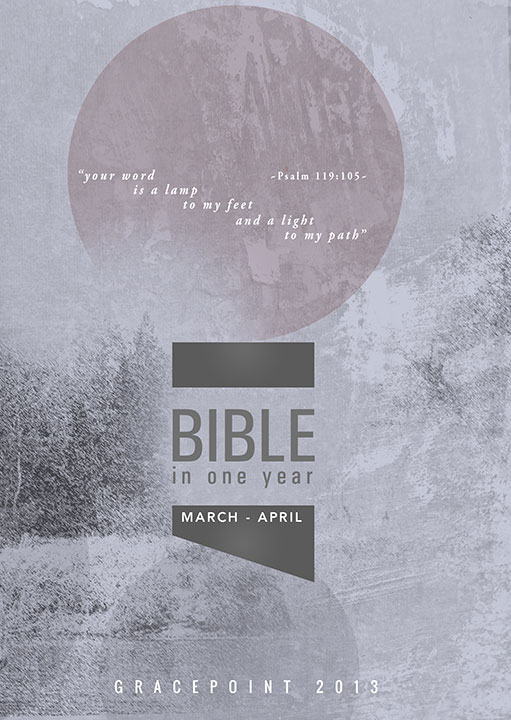 “your word
~Psalm 119:105~
is a lamp
to my feet
and a light
to my path”
BIBLE
in one year
MARCH - APRIL
GRACEPOINT 2013